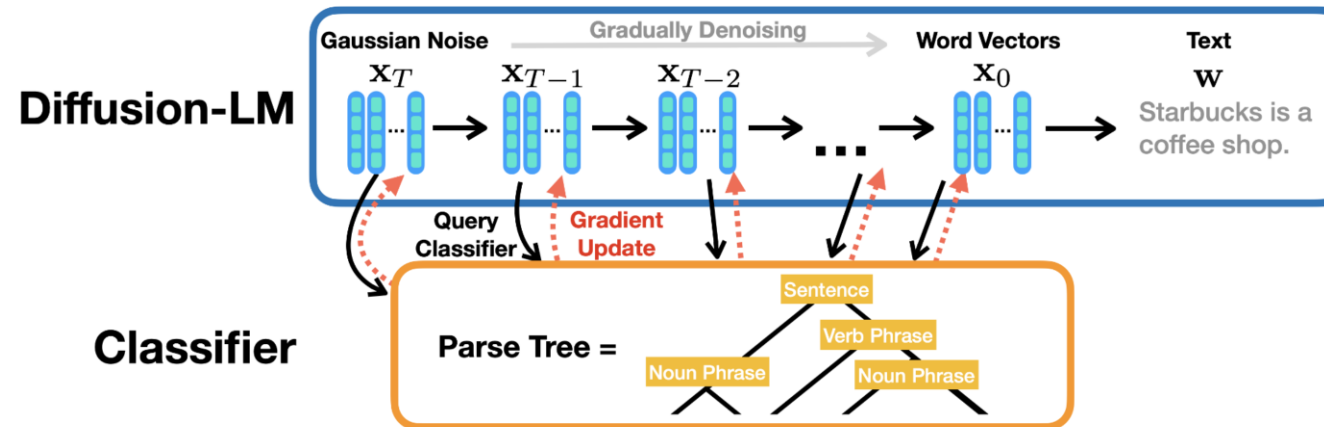 Gaussian Noise
Gradually Denoising
Word Vectors
Text
x_T
x_{T−1}
x_{T−2}
x_0
w
Diffusion-LM
...
...
...
...
...
Starbucks is a
coffee shop.
Query
Classifier
Gradient
Update
Classifier
Parse Tree =
Sentence
Verb Phrase
Noun Phrase
Noun Phrase